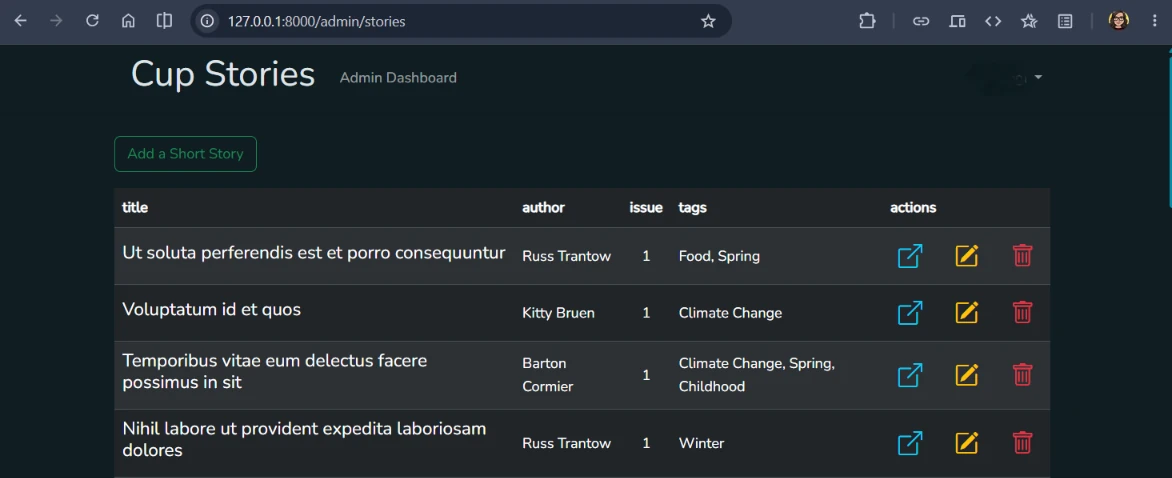 127.0.0.1:8000/admin/stories
Cup Stories Admin Dashboard
Add a Short Story
title author issue tags actions
Ut soluta perferendis est et porro consequuntur Russ Trantow 1 Food, Spring
Voluptatum id et quos Kitty Bruen 1 Climate Change
Temporibus vitae eum delectus facere
possimus in sit
Barton
Cormier
1
Climate Change, Spring,
Childhood
Nihil labore ut provident expedita laboriosam
dolores
Russ Trantow 1 Winter